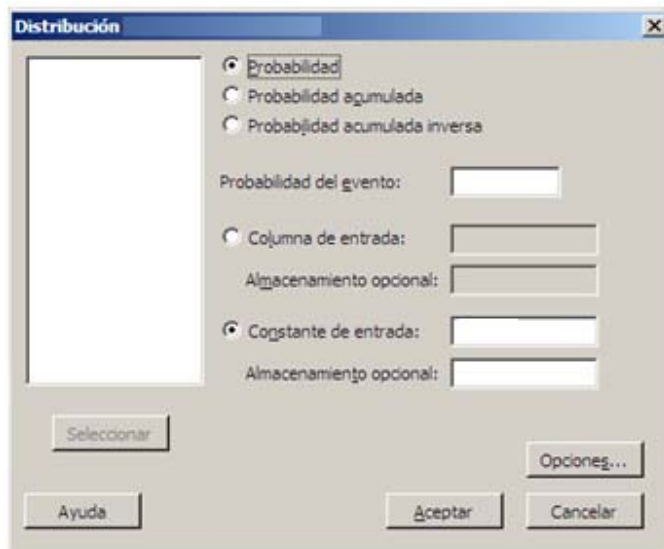 Distribución
Probabilidad
Probabilidad acumulada
Probabilidad acumulada inversa
Probabilidad del evento:
Columna de entrada:
Almacenamiento opcional:
Constante de entrada:
Almacenamiento opcional:
Seleccionar
Opciones...
Ayuda
Aceptar
Cancelar